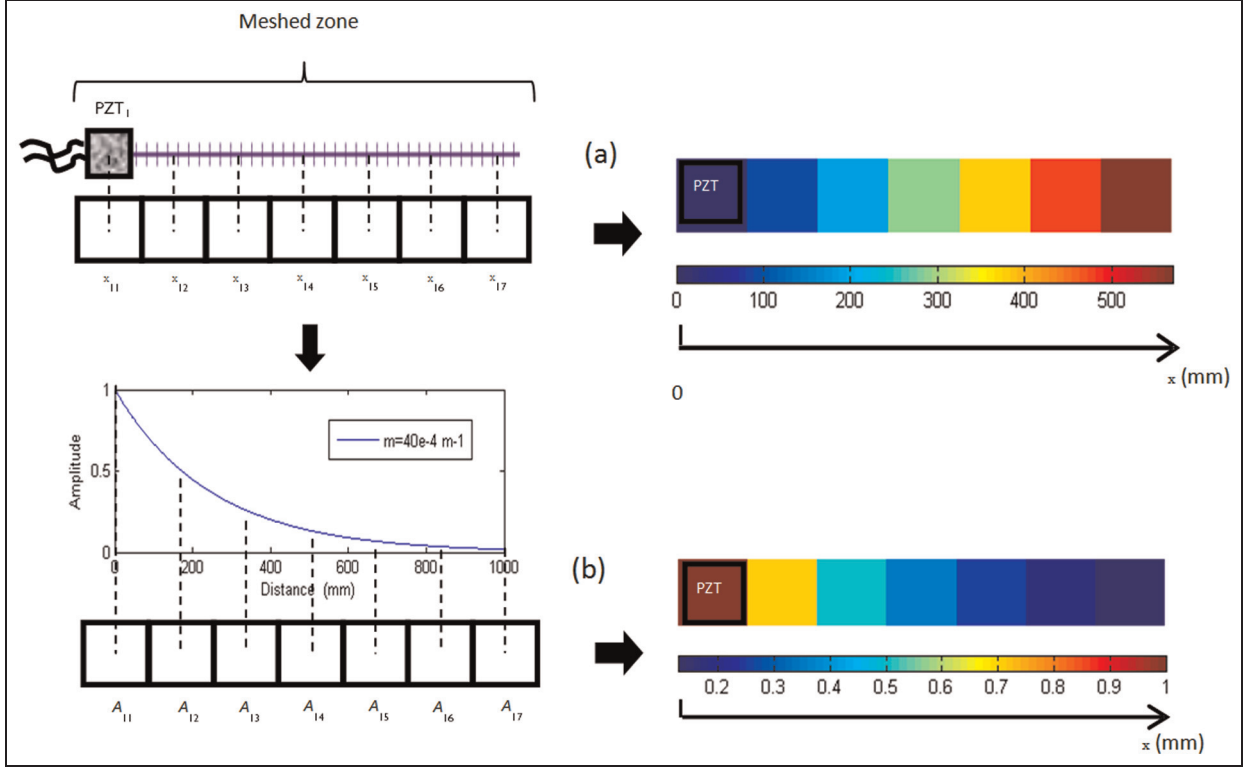 Meshed zone
PZT1
(a)
PZT
x11 x12 x13 x14 x15 x16 x17
0 100 200 300 400 500
x (mm)
0
1
0.5
0
Amplitude
m=40e-4 m-1
0 200 400 600 800 1000
Distance (mm)
(b)
PZT
A11 A12 A13 A14 A15 A16 A17
0.2 0.3 0.4 0.5 0.6 0.7 0.8 0.9 1
x (mm)